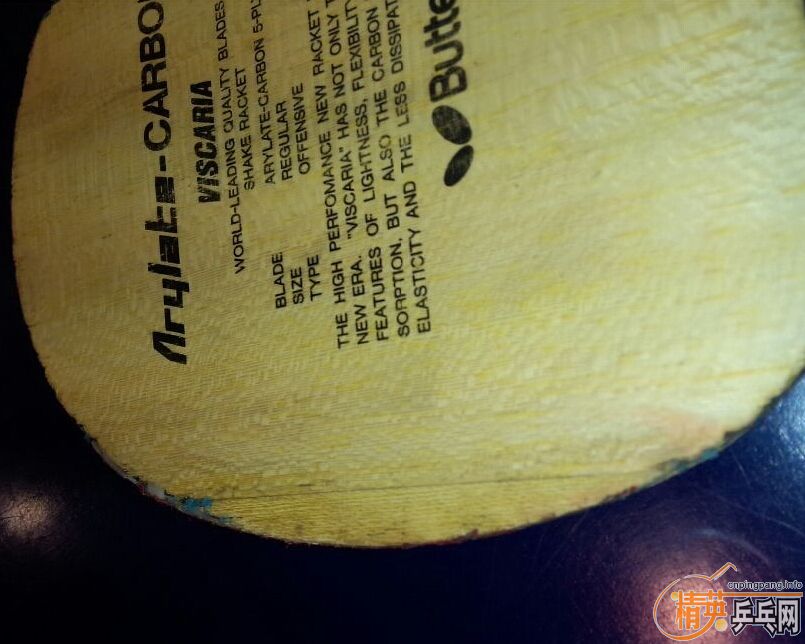 Arylate-CARBO
VISCARIA
WORLD-LEADING QUALITY BLADES
SHAKE RACKET
BLADE ARYLATE-CARBON 5-PL
SIZE REGULAR
TYPE OFFENSIVE
THE HIGH PERFOMANCE NEW RACKET
NEW ERA. "VISCARIA" HAS NOT ONLY T
FEATURES OF LIGHTNESS, FLEXIBILITY
SORPTION, BUT ALSO THE CARBON
ELASTICITY AND THE LESS DISSIPAT
Butte
cnpingpang.info
精英乒乓网